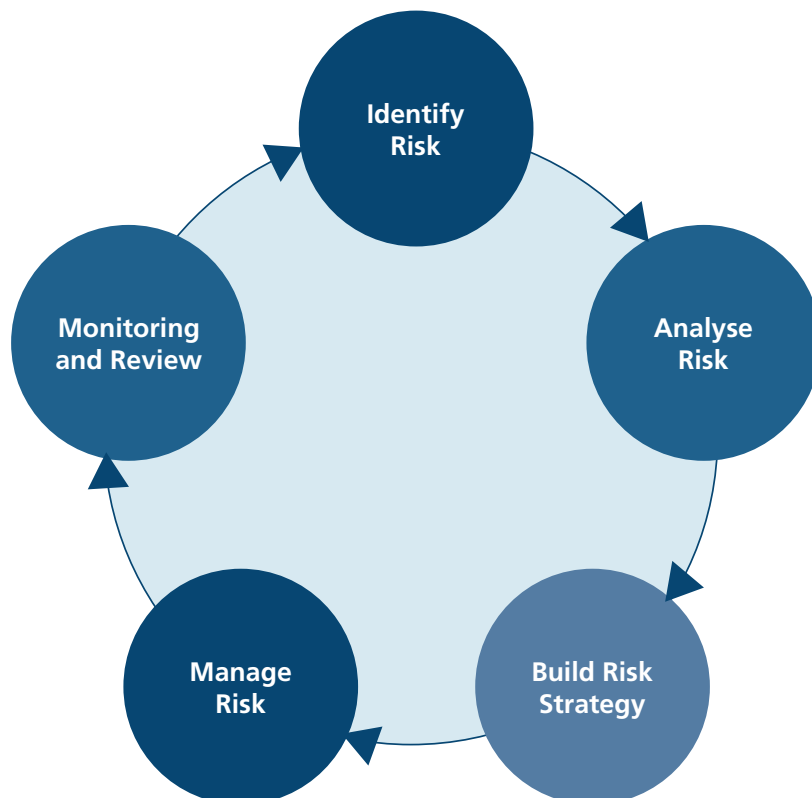 Identify
Risk
Analyse
Risk
Build Risk
Strategy
Manage
Risk
Monitoring
and Review